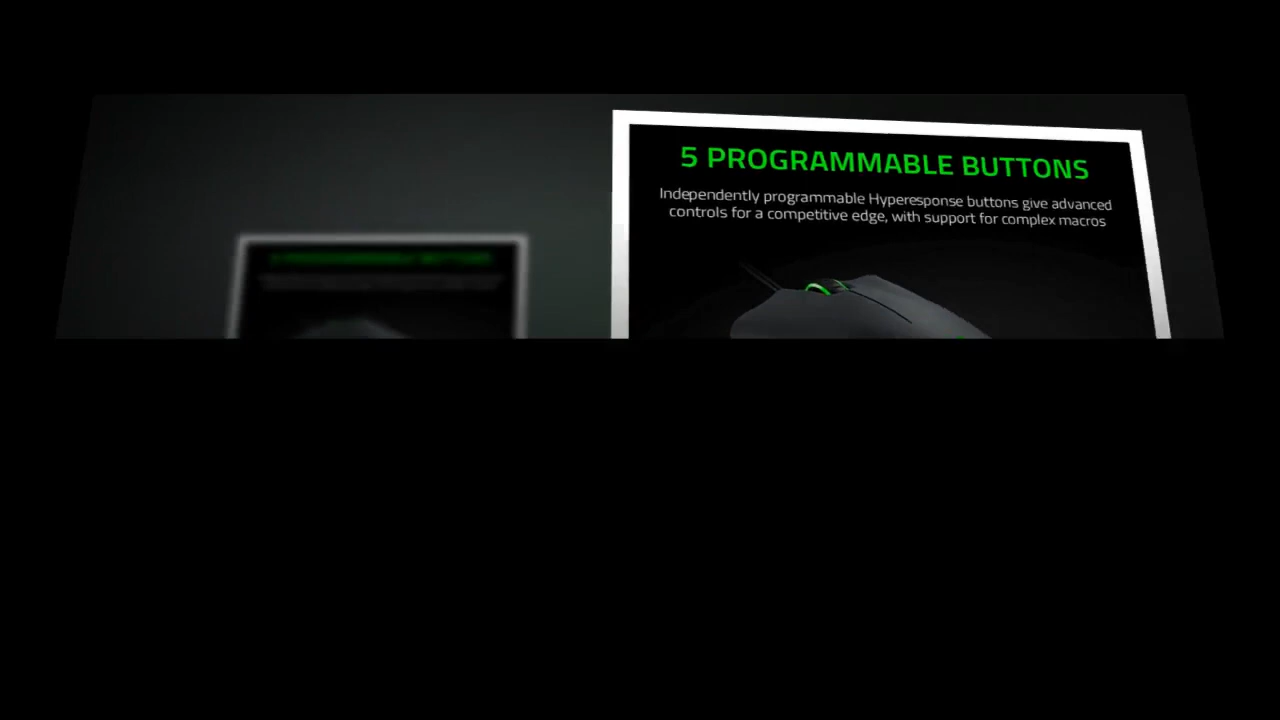 5 PROGRAMMABLE BUTTONS
Independently programmable Hyperesponse buttons give advanced
controls for a competitive edge, with support for complex macros